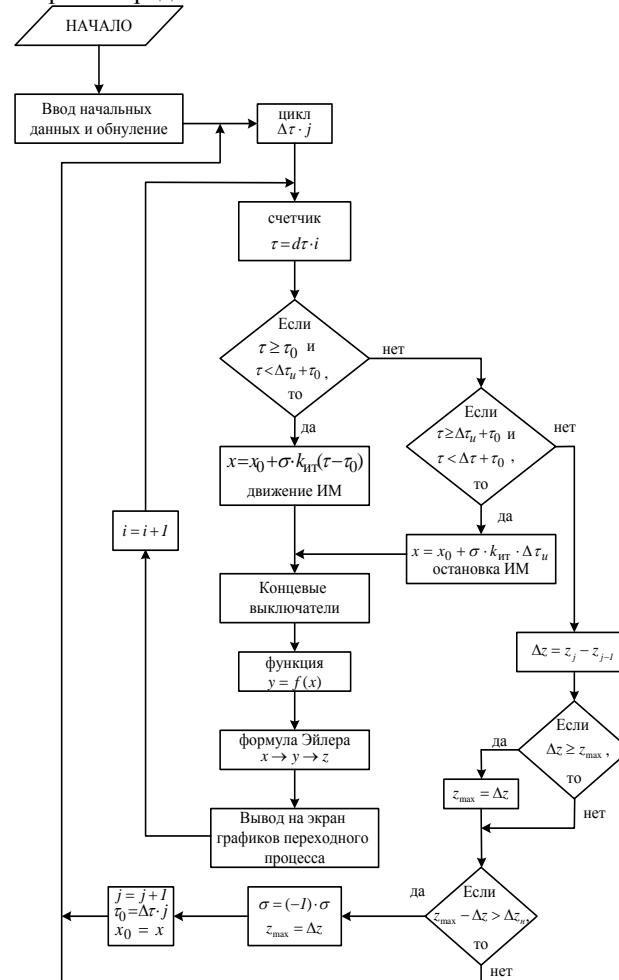 НАЧАЛО
Ввод начальных
данных и обнуление
цикл
Δτ · j
счетчик
τ = dτ · i
Если
τ ≥ τ₀ и
τ < Δτᵤ + τ₀ ,
то
нет
да
Если
τ ≥ Δτᵤ + τ₀ и
τ < Δτ + τ₀ ,
то
нет
да
x = x₀ + σ · kит(τ − τ₀)
движение ИМ
i = i + 1
x = x₀ + σ · kит · Δτᵤ
остановка ИМ
Концевые
выключатели
функция
y = f (x)
Δz = zj − zj-1
формула Эйлера
x → y → z
Если
Δz ≥ zmax ,
то
да
нет
zmax = Δz
Вывод на экран
графиков переходного
процесса
Если
zmax − Δz > Δzн,
то
да
нет
σ = (−1) · σ
zmax = Δz
j = j + 1
τ₀ = Δτ · j
x₀ = x